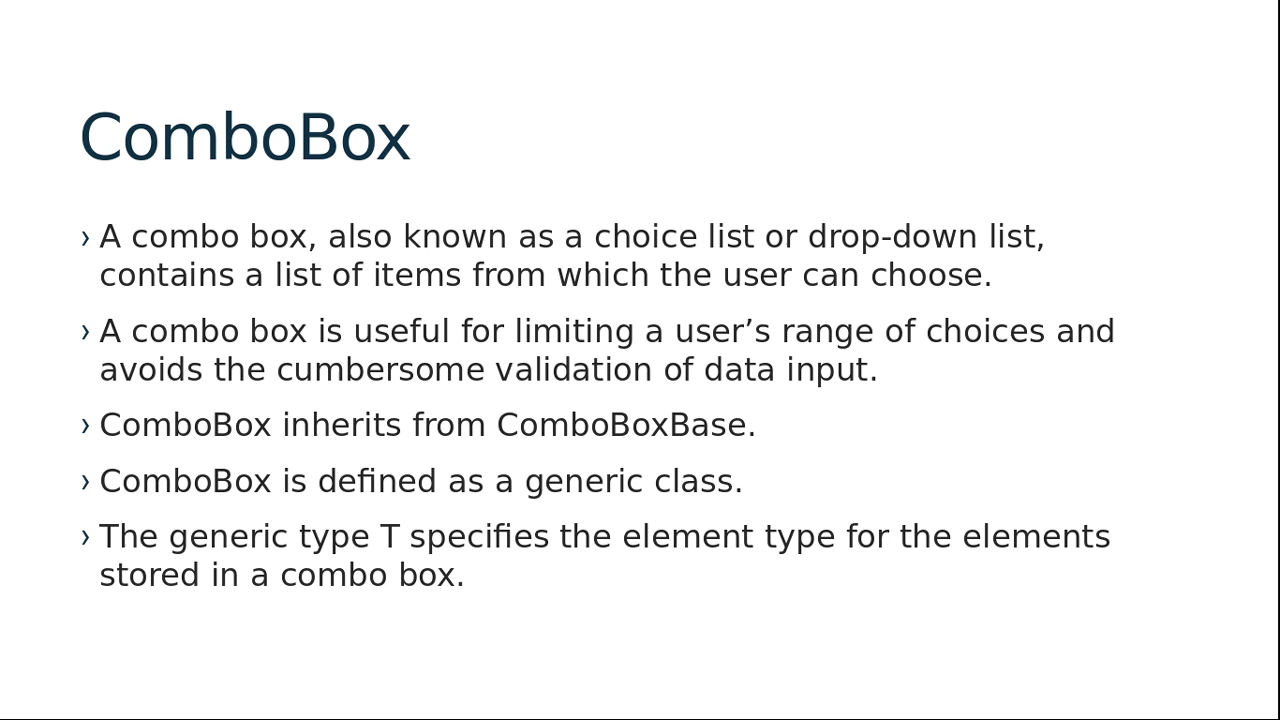 ComboBox
› A combo box, also known as a choice list or drop-down list,
contains a list of items from which the user can choose.
› A combo box is useful for limiting a user’s range of choices and
avoids the cumbersome validation of data input.
› ComboBox inherits from ComboBoxBase.
› ComboBox is defined as a generic class.
› The generic type T specifies the element type for the elements
stored in a combo box.